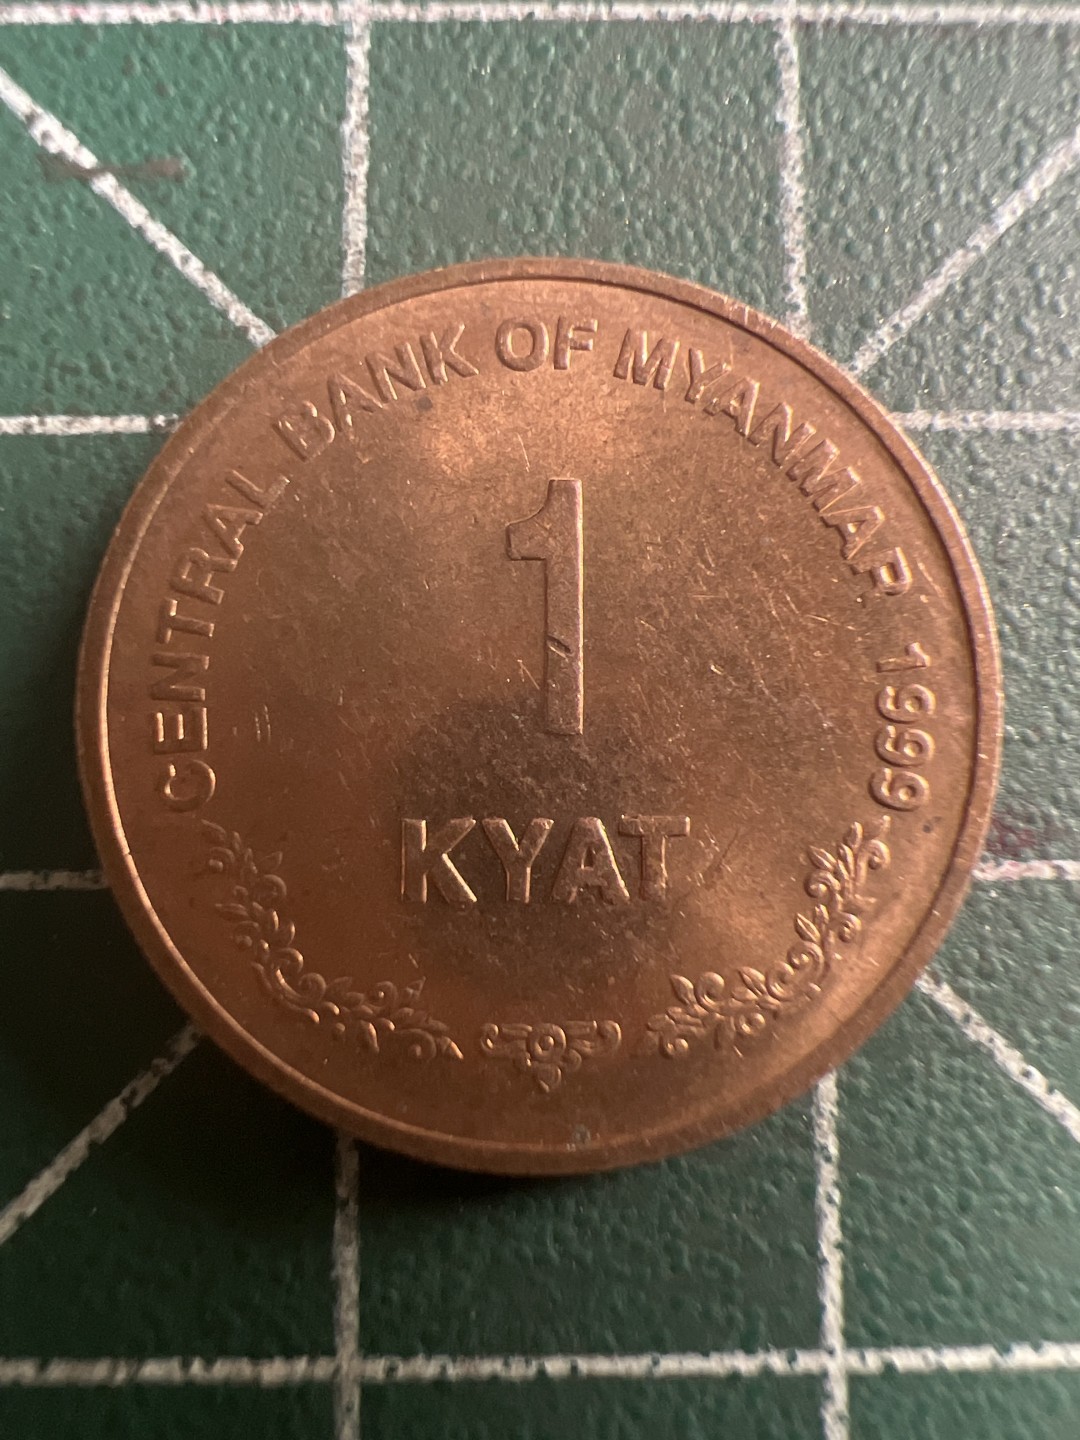 CENTRAL BANK OF MYANMAR 1999
1
KYAT